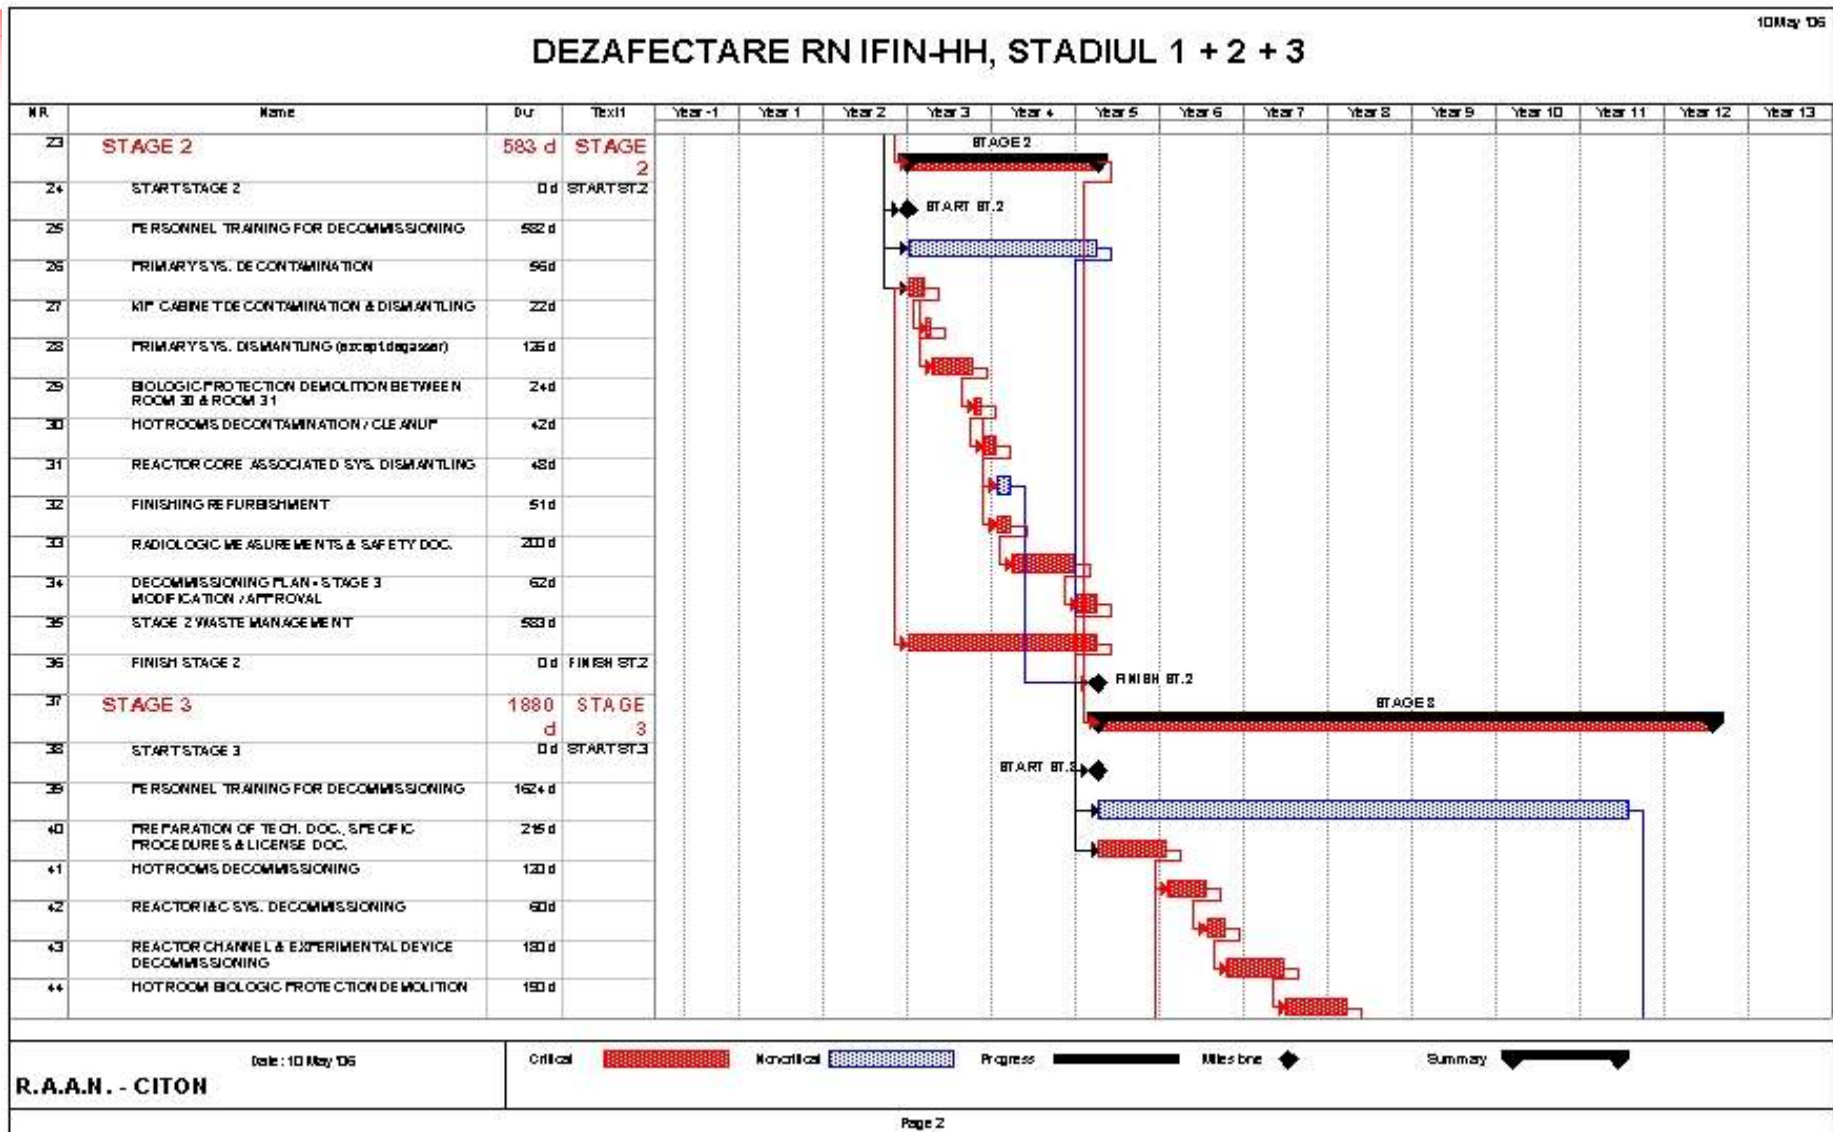 10 May '06
DEZAFECTARE RN IFIN-HH, STADIUL 1 + 2 + 3
NR. Name Dur Text1 Year -1 Year 1 Year 2 Year 3 Year 4 Year 5 Year 6 Year 7 Year 8 Year 9 Year 10 Year 11 Year 12 Year 13
23 STAGE 2 583 d STAGE
2
STAGE 2
24 START STAGE 2 0 d START ST.2
START ST.2
25 PERSONNEL TRAINING FOR DECOMMISSIONING 582 d
26 PRIMARY SYS. DECONTAMINATION 56 d
27 KIP CABINET DECONTAMINATION & DISMANTLING 22 d
28 PRIMARY SYS. DISMANTLING (except degasser)
29 BIOLOGIC PROTECTION DEMOLITION BETWEEN
ROOM 30 & ROOM 31
24 d
30 HOT ROOMS DECONTAMINATION / CLEANUP 42 d
31 REACTOR CORE ASSOCIATED SYS. DISMANTLING 48 d
32 FINISHING REFURBISHMENT 51 d
33 RADIOLOGIC MEASUREMENTS & SAFETY DOC. 200 d
34 DECOMMISSIONING PLAN - STAGE 3
MODIFICATION / APPROVAL
62 d
35 STAGE 2 WASTE MANAGEMENT 583 d
36 FINISH STAGE 2 0 d FINISH ST.2
FINISH ST.2
37 STAGE 3 1880
d
STAGE
3
STAGE 3
38 START STAGE 3 0 d START ST.3
START ST.3
39 PERSONNEL TRAINING FOR DECOMMISSIONING 1624 d
40 PREPARATION OF TECH. DOC., SPECIFIC
PROCEDURES & LICENSE DOC.
215 d
41 HOT ROOMS DECOMMISSIONING 120 d
42 REACTOR I&C SYS. DECOMMISSIONING 60 d
43 REACTOR CHANNEL & EXPERIMENTAL DEVICE
DECOMMISSIONING
180 d
44 HOT ROOM BIOLOGIC PROTECTION DEMOLITION
Date: 10 May '06
R.A.A.N. - CITON
Critical Noncritical Progress Milestone Summary
Page 2